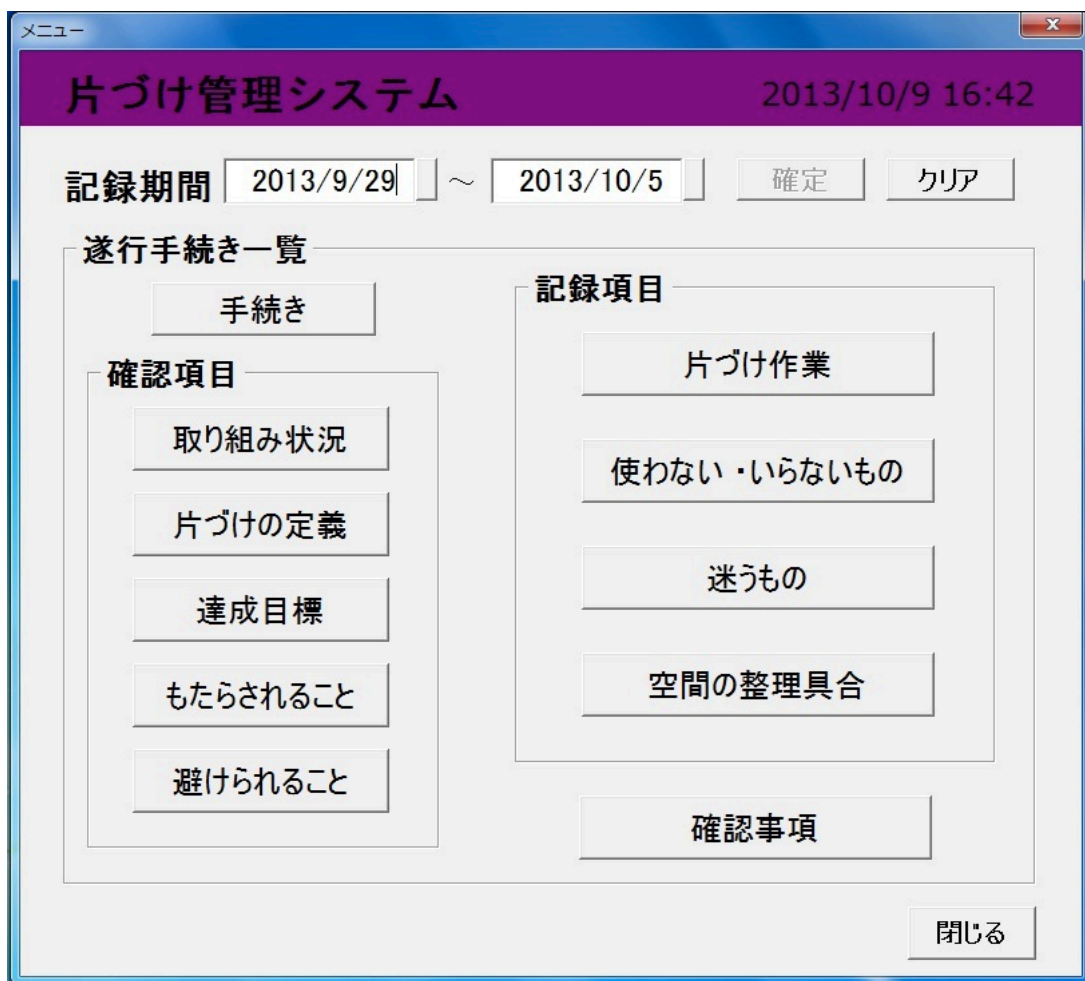 メニュー
片づけ管理システム 2013/10/9 16:42
記録期間 2013/9/29 ～ 2013/10/5 確定 クリア
遂行手続き一覧
手続き
確認項目
取り組み状況
片づけの定義
達成目標
もたらされること
避けられること
記録項目
片づけ作業
使わない・いらないもの
迷うもの
空間の整理具合
確認事項
閉じる